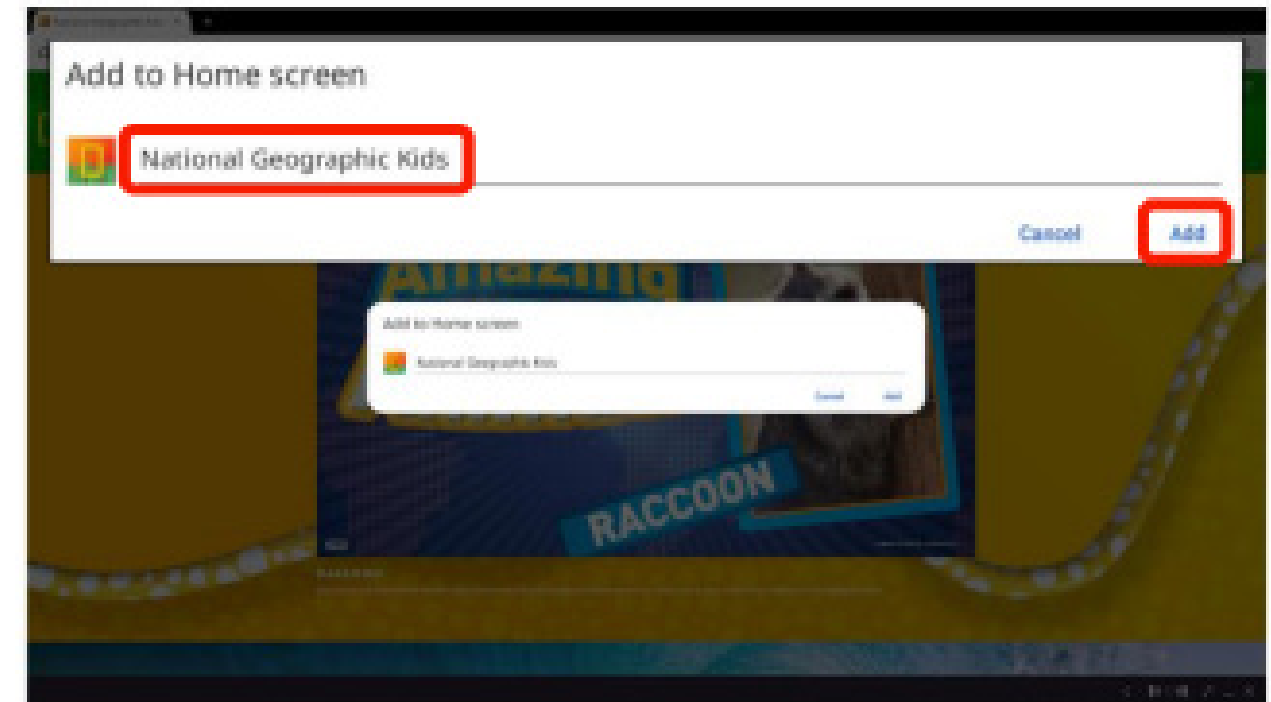 Add to Home screen
National Geographic Kids
Cancel Add
Amazing
Add to Home screen
National Geographic Kids
Cancel Add
RACCOON